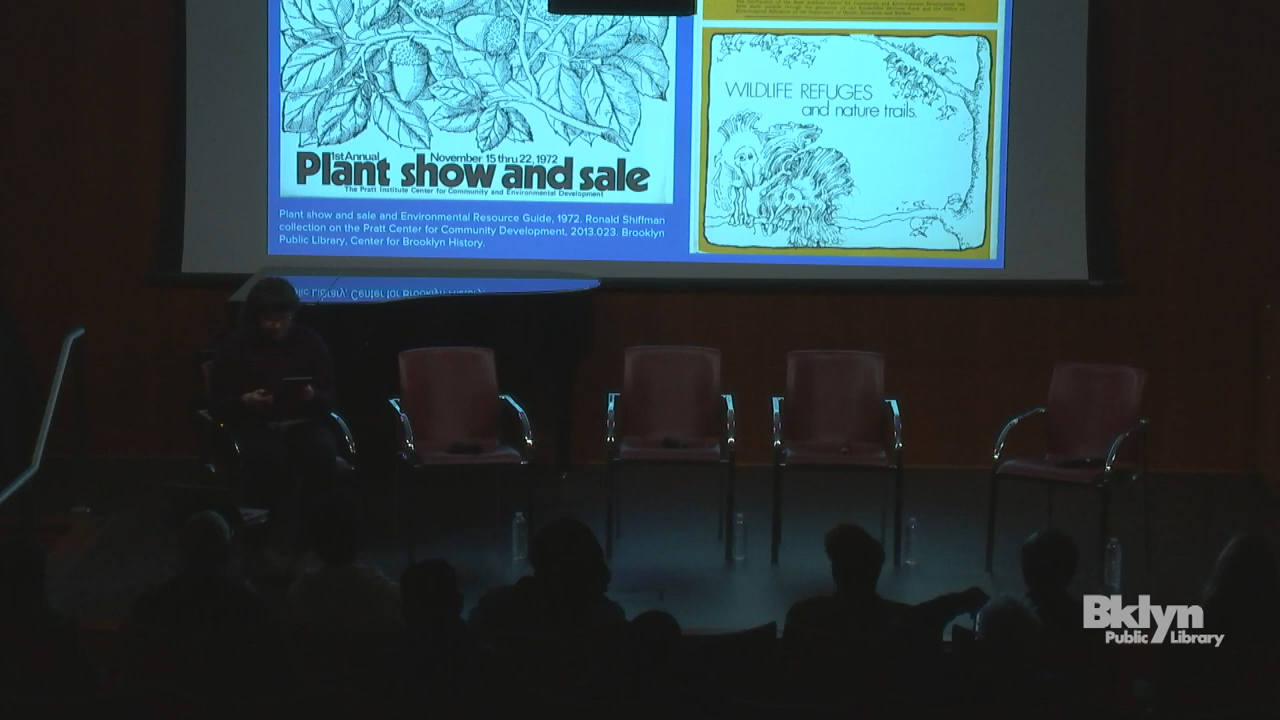 1st Annual
November 15 thru 22, 1972
Plant show and sale
The Pratt Institute Center for Community and Environmental Development
Plant show and sale and Environmental Resource Guide, 1972. Ronald Shiffman
collection on the Pratt Center for Community Development, 2013.023. Brooklyn
Public Library, Center for Brooklyn History.
WILDLIFE REFUGES
and nature trails.
Bklyn
Public Library